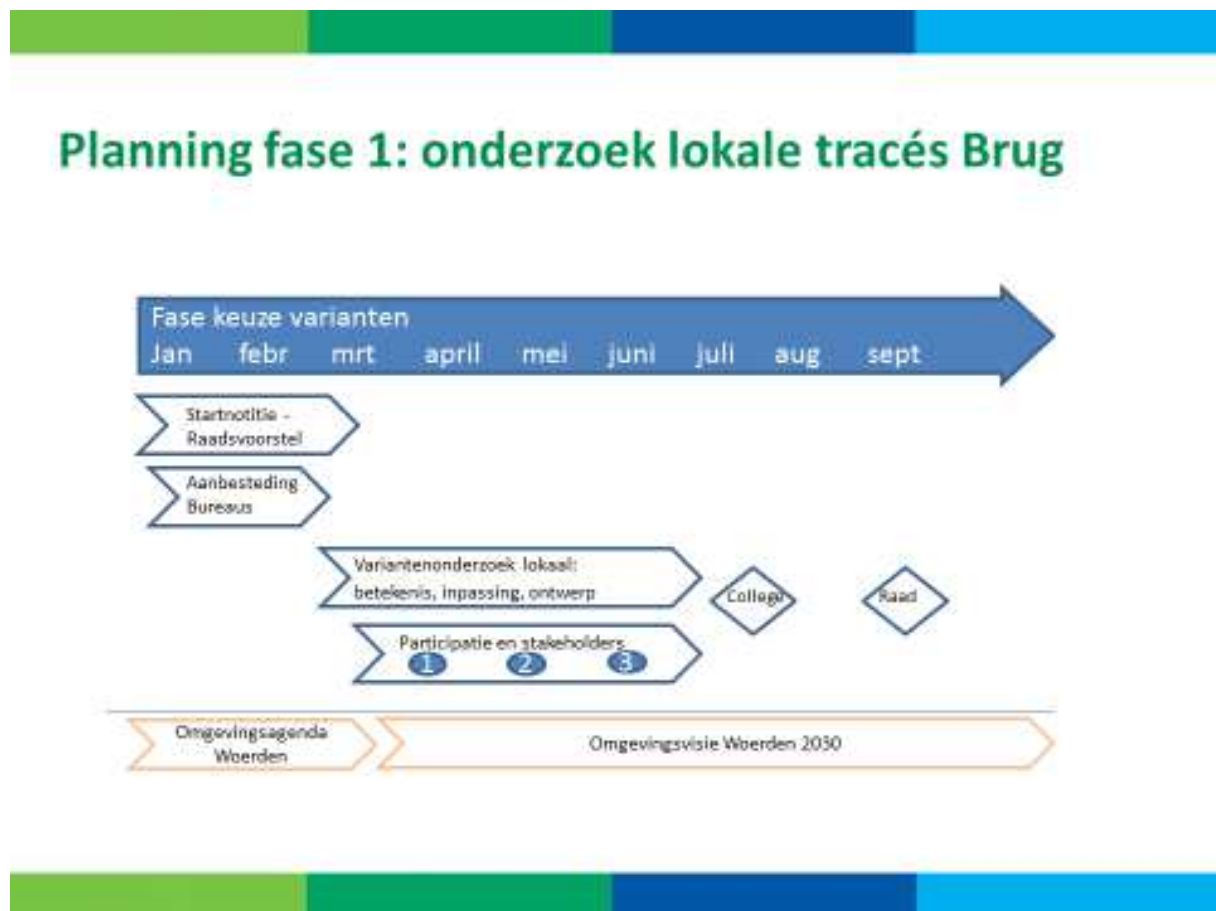 Planning fase 1: onderzoek lokale tracés Brug
Fase keuze varianten
Jan febr mrt april mei juni juli aug sept
Startnotitie -
Raadsvoorstel
Aanbesteding
Bureaus
Variantenonderzoek lokaal:
betekenis, inpassing, ontwerp
College
Raad
Participatie en stakeholders
1 2 3
Omgevingsagenda
Woerden
Omgevingsvisie Woerden 2030